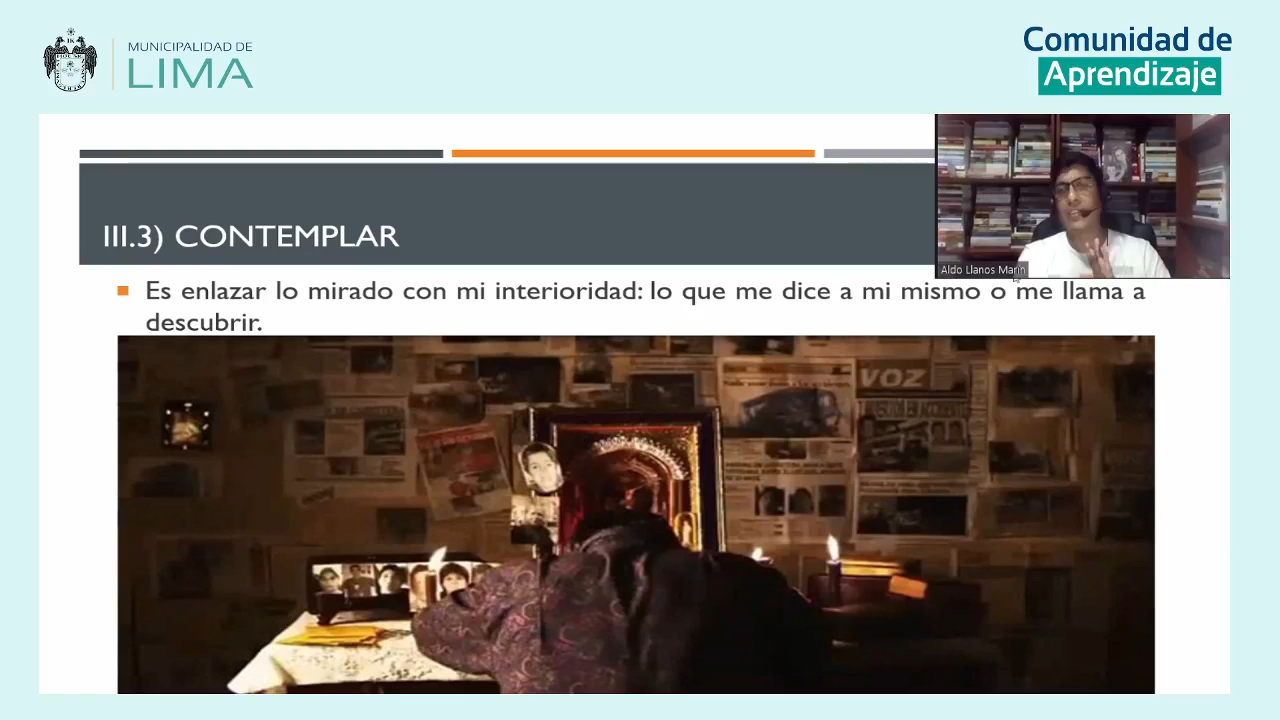 MUNICIPALIDAD DE
LIMA
Comunidad de
Aprendizaje
III.3) CONTEMPLAR
Aldo Llanos Marín
Es enlazar lo mirado con mi interioridad: lo que me dice a mi mismo o me llama a
descubrir.
VOZ